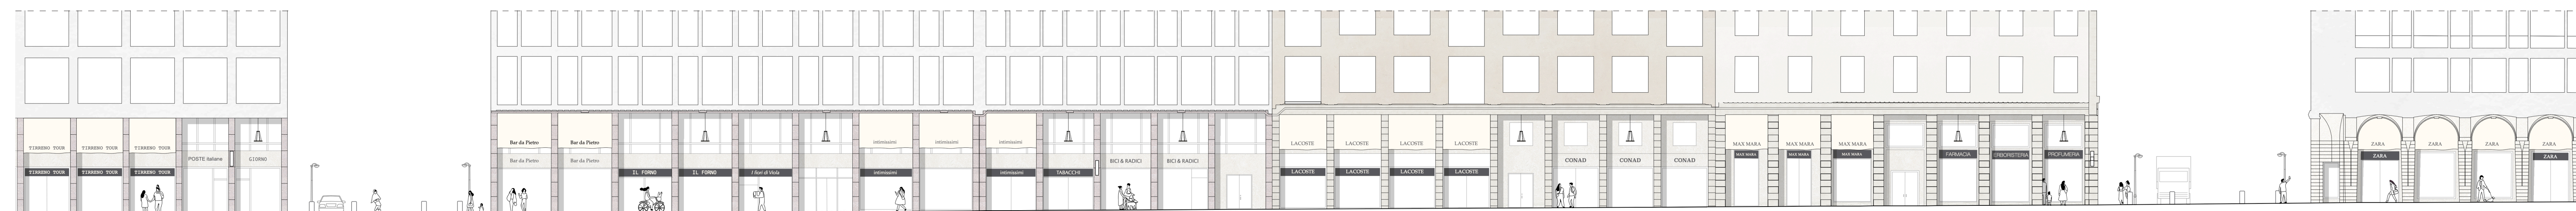 TIRRENO TOUR TIRRENO TOUR TIRRENO TOUR
POSTE italiane GIORNO
TIRRENO TOUR TIRRENO TOUR TIRRENO TOUR
Bar da Pietro Bar da Pietro
Bar da Pietro Bar da Pietro
IL FORNO IL FORNO I fiori di Viola
intimissimi intimissimi intimissimi
intimissimi intimissimi TABACCHI
BICI & RADICI BICI & RADICI
LACOSTE LACOSTE LACOSTE LACOSTE
LACOSTE LACOSTE LACOSTE LACOSTE
CONAD CONAD CONAD
MAX MARA MAX MARA MAX MARA
MAX MARA MAX MARA MAX MARA
FARMACIA ERBORISTERIA PROFUMERIA
ZARA ZARA ZARA ZARA
ZARA ZARA